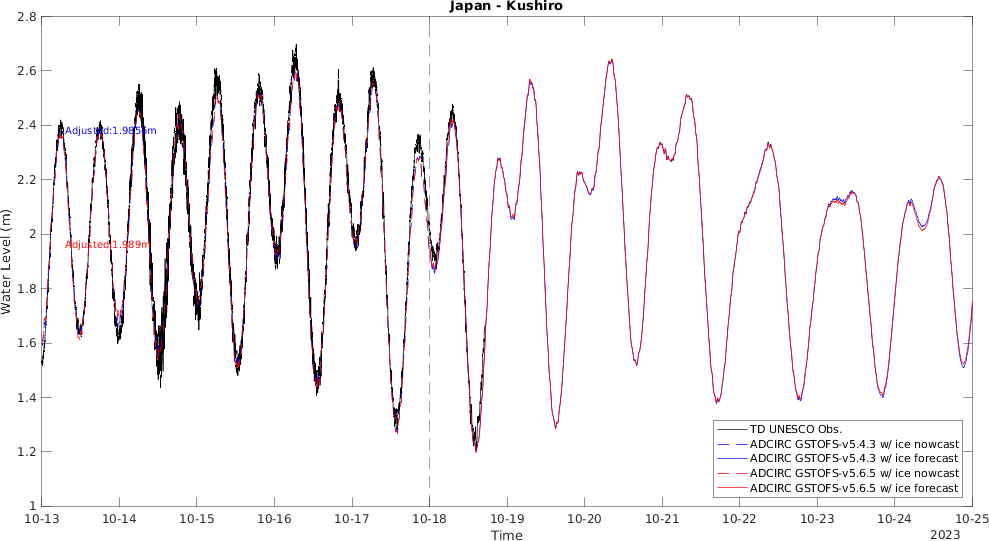 Japan - Kushiro
Water Level (m)
2.8
2.6
2.4
2.2
2
1.8
1.6
1.4
1.2
1
Adjusted:1.9855m
Adjusted:1.989m
TD UNESCO Obs.
ADCIRC GSTOFS-v5.4.3 w/ ice nowcast
ADCIRC GSTOFS-v5.4.3 w/ ice forecast
ADCIRC GSTOFS-v5.6.5 w/ ice nowcast
ADCIRC GSTOFS-v5.6.5 w/ ice forecast
10-13 10-14 10-15 10-16 10-17 10-18 10-19 10-20 10-21 10-22 10-23 10-24 10-25
Time
2023